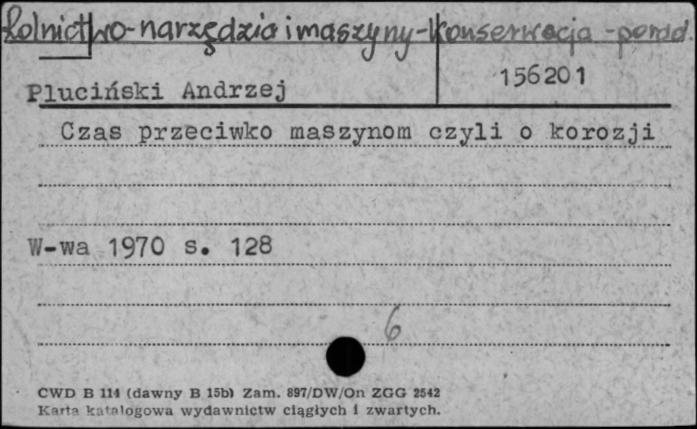 Rolnictwo-narzędzia i maszyny-konserwacja -porad.
Pluciński Andrzej
156201
Czas przeciwko maszynom czyli o korozji
W-wa 1970 s. 128
6
CWD B 114 (dawny B 15b) Zam. 897/DW/On ZGG 2542
Karta katalogowa wydawnictw ciągłych i zwartych.